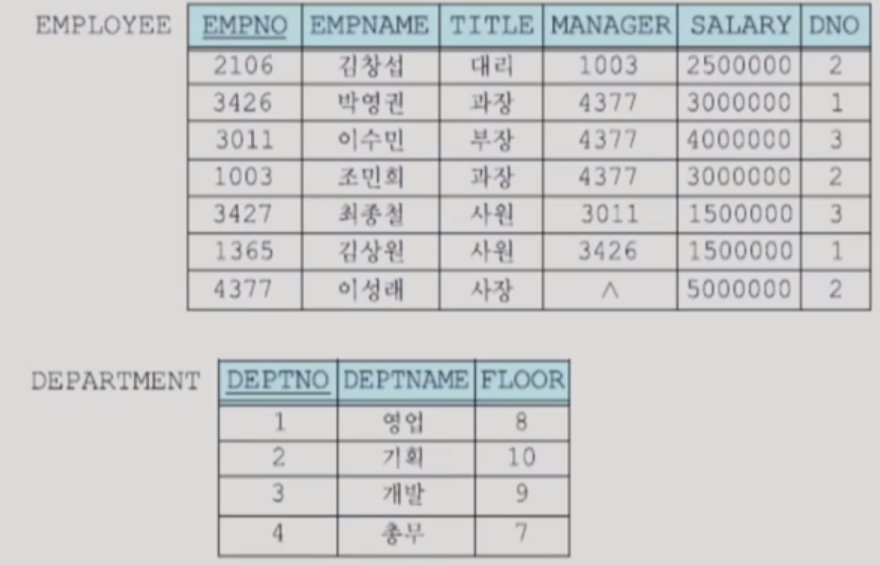 EMPLOYEE EMPNO EMPNAME TITLE MANAGER SALARY DNO
2106 김창섭 대리 1003 2500000 2
3426 박영권 과장 4377 3000000 1
3011 이수민 부장 4377 4000000 3
1003 조민희 과장 4377 3000000 2
3427 최종철 사원 3011 1500000 3
1365 김상원 사원 3426 1500000 1
4377 이성래 사장 ∧ 5000000 2
DEPARTMENT DEPTNO DEPTNAME FLOOR
1 영업 8
2 기획 10
3 개발 9
4 총무 7